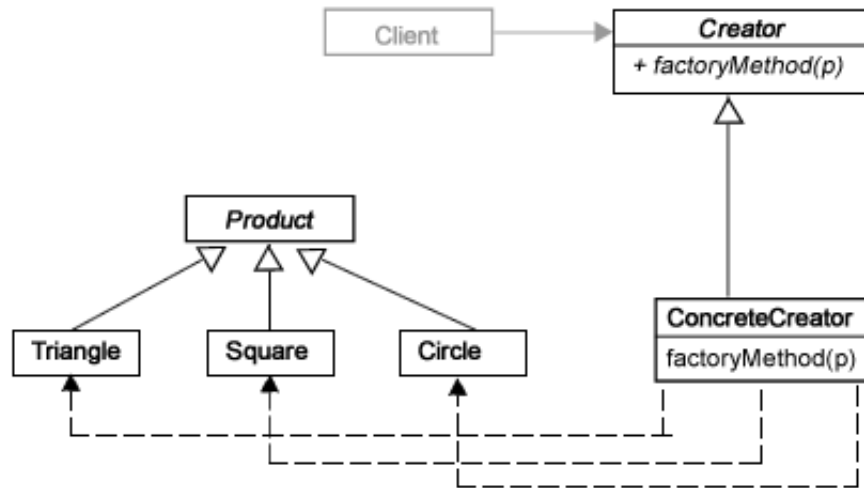 Client
Creator
+ factoryMethod(p)
Product
ConcreteCreator
factoryMethod(p)
Triangle
Square
Circle